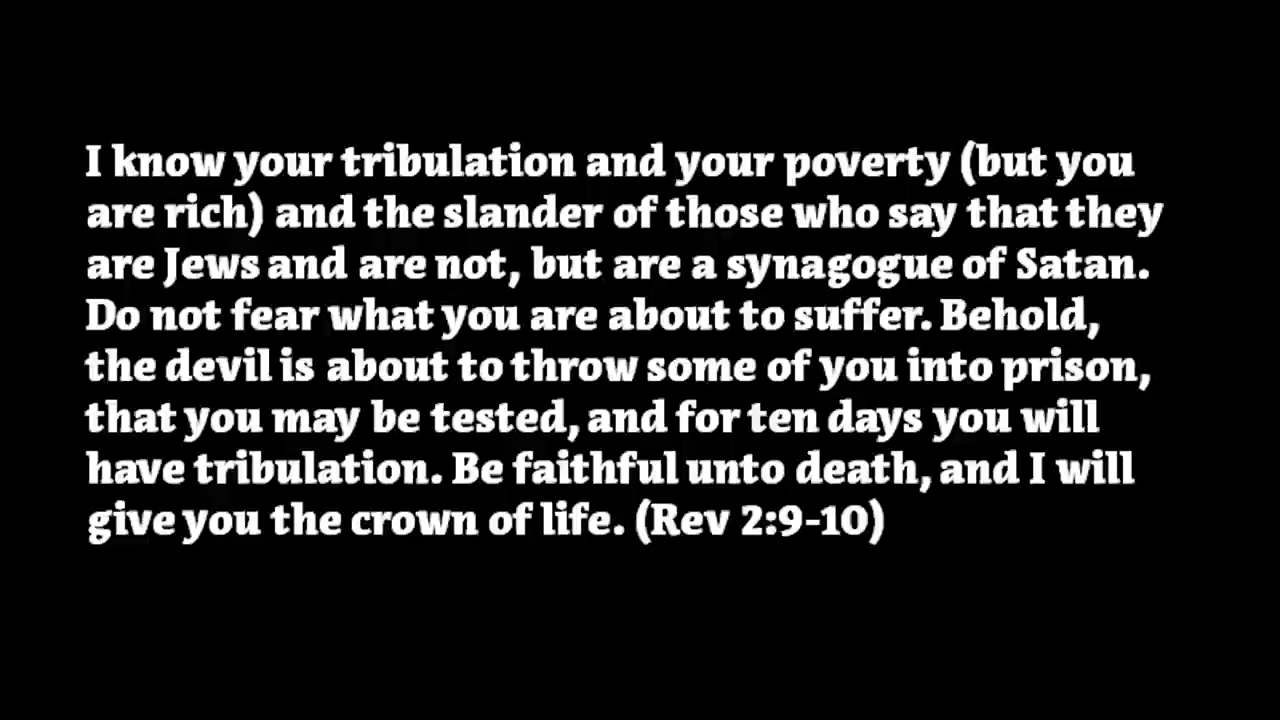 I know your tribulation and your poverty (but you
are rich) and the slander of those who say that they
are Jews and are not, but are a synagogue of Satan.
Do not fear what you are about to suffer. Behold,
the devil is about to throw some of you into prison,
that you may be tested, and for ten days you will
have tribulation. Be faithful unto death, and I will
give you the crown of life. (Rev 2:9-10)